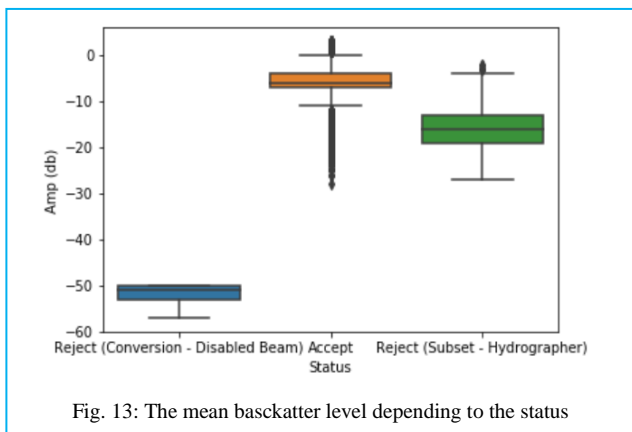 0
−10
−20
−30
−40
−50
−60
Amp (db)
Reject (Conversion - Disabled Beam) Accept Reject (Subset - Hydrographer)
Status
Fig. 13: The mean basckatter level depending to the status